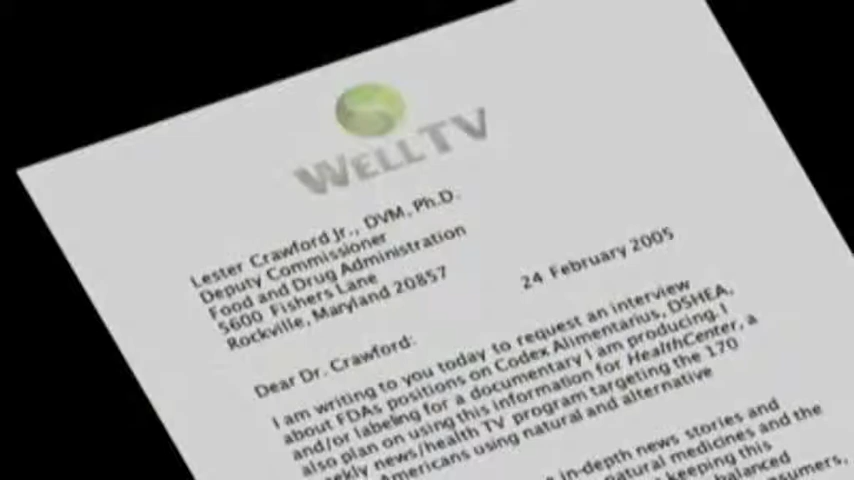 WELLTV
Lester Crawford Jr., DVM, Ph.D.
Deputy Commissioner
Food and Drug Administration
5600 Fishers Lane
Rockville, Maryland 20857
24 February 2005
Dear Dr. Crawford:
I am writing to you today to request an interview
about FDAs positions on Codex Alimentarius, DSHEA,
and/or labeling for a documentary I am producing. I
also plan on using this information for HealthCenter, a
news/health TV program targeting the 170
Americans using natural and alternative
in-depth news stories and
natural medicines and the
keeping this
balanced